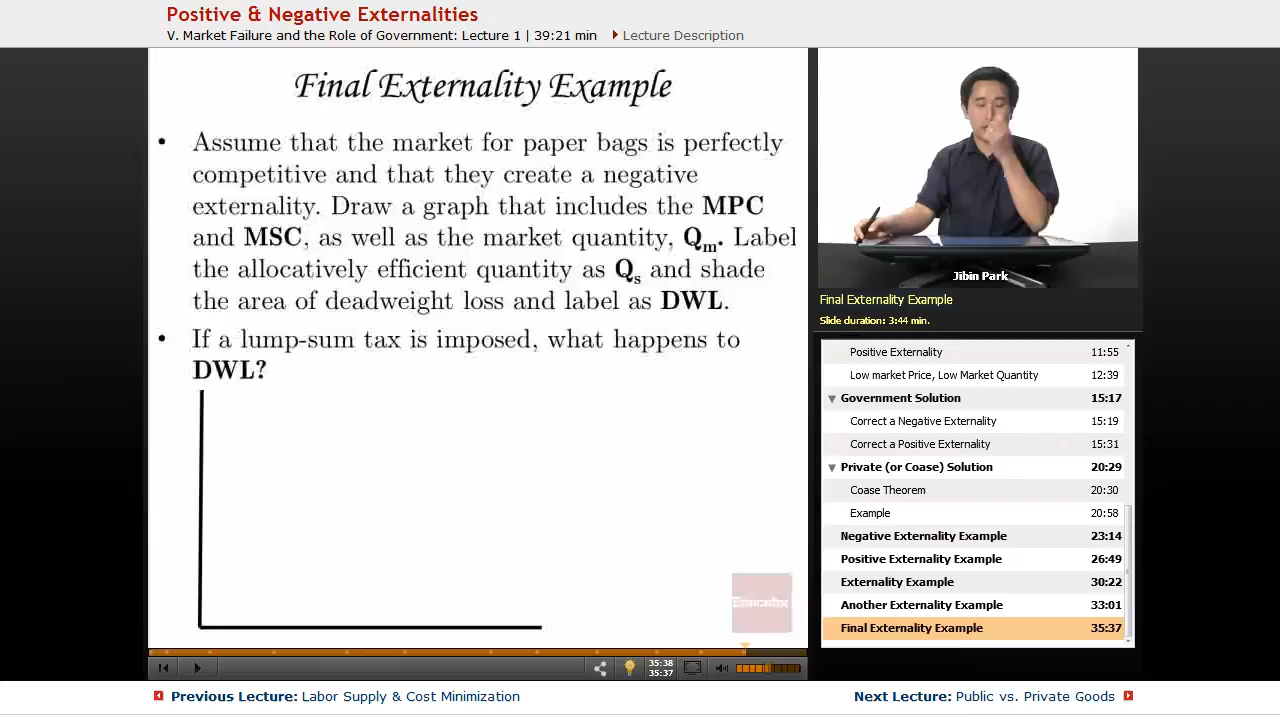 Positive & Negative Externalities
V. Market Failure and the Role of Government: Lecture 1 | 39:21 min
Lecture Description
Final Externality Example
• Assume that the market for paper bags is perfectly
competitive and that they create a negative
externality. Draw a graph that includes the MPC
and MSC, as well as the market quantity, Qm. Label
the allocatively efficient quantity as Qs and shade
the area of deadweight loss and label as DWL.
• If a lump-sum tax is imposed, what happens to
DWL?
Educator
Jibin Park
Final Externality Example
Slide duration: 3:44 min.
Positive Externality 11:55
Low market Price, Low Market Quantity 12:39
Government Solution 15:17
Correct a Negative Externality 15:19
Correct a Positive Externality 15:31
Private (or Coase) Solution 20:29
Coase Theorem 20:30
Example 20:58
Negative Externality Example 23:14
Positive Externality Example 26:49
Externality Example 30:22
Another Externality Example 33:01
Final Externality Example 35:37
35:38
35:37
Previous Lecture: Labor Supply & Cost Minimization
Next Lecture: Public vs. Private Goods